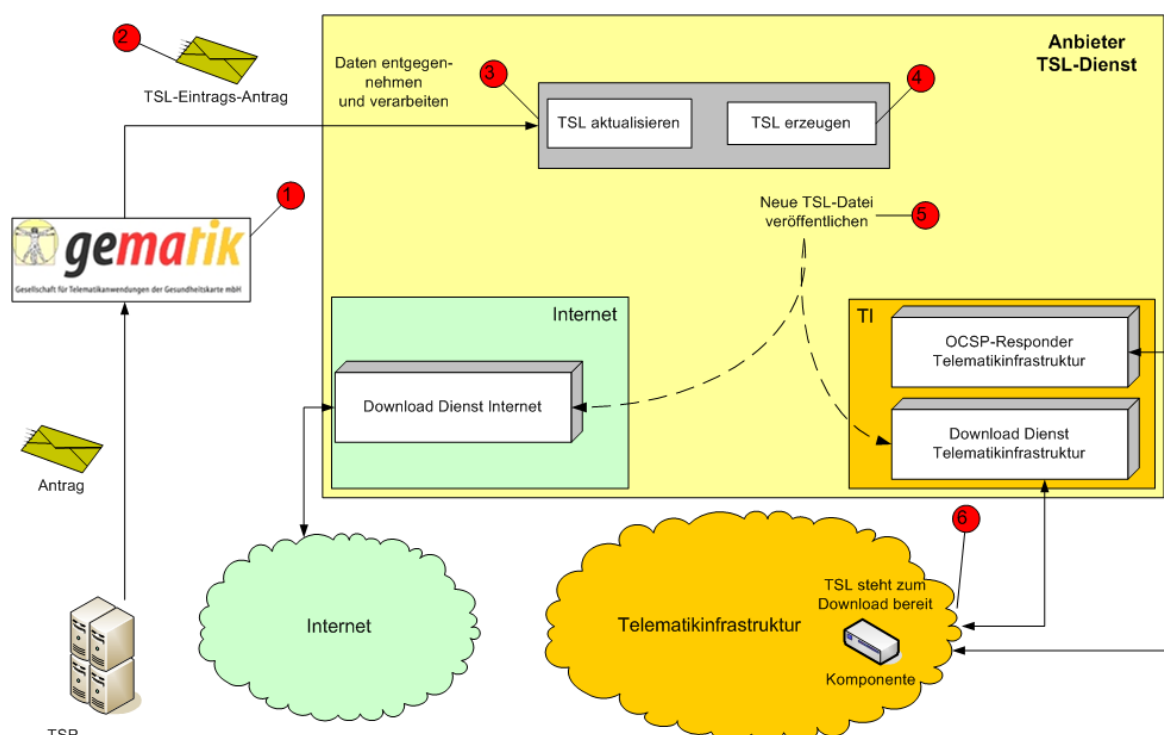 2
TSL-Eintrags-Antrag
Daten entgegen-
nehmen
und verarbeiten
3
4
Anbieter
TSL-Dienst
TSL aktualisieren
TSL erzeugen
1
gematik
Gesellschaft für Telematikanwendungen der Gesundheitskarte mbH
Neue TSL-Datei
veröffentlichen
5
Internet
Download Dienst Internet
TI
OCSP-Responder
Telematikinfrastruktur
Download Dienst
Telematikinfrastruktur
Antrag
6
Internet
Telematikinfrastruktur
TSL steht zum
Download bereit
Komponente
TSP